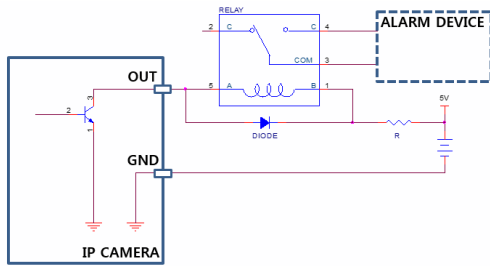 RELAY
2 C C 4
COM 3
ALARM DEVICE
OUT
5 A B 1
3
2
1
DIODE
R
5V
GND
IP CAMERA